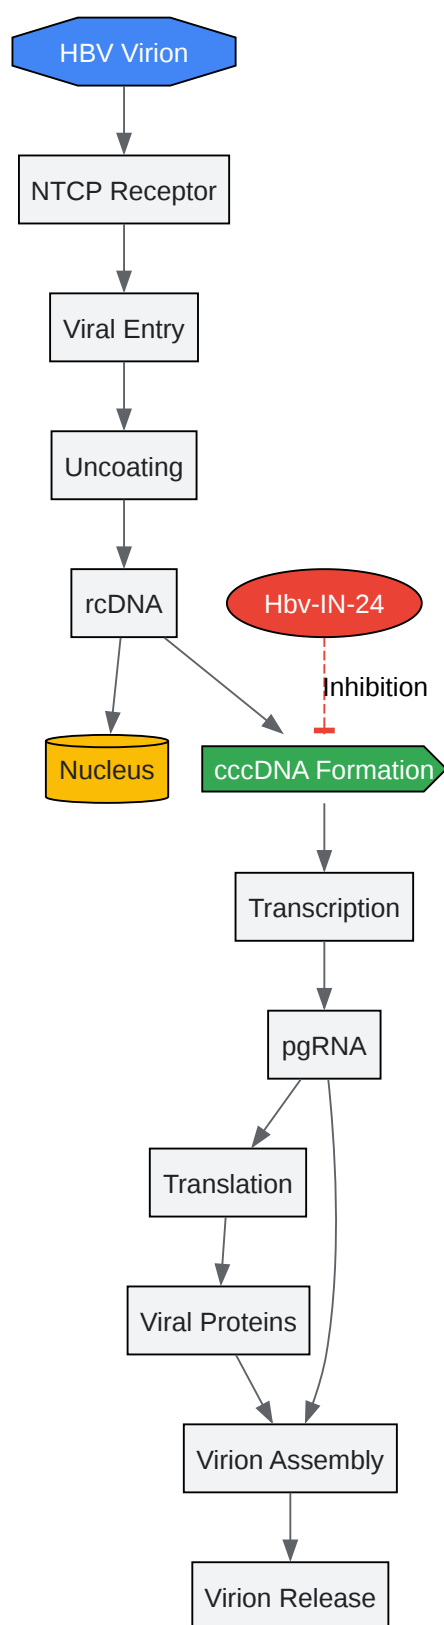 HBV Virion
NTCP Receptor
Viral Entry
Uncoating
rcDNA
Hbv-IN-24
Inhibition
Nucleus
cccDNA Formation
Transcription
pgRNA
Translation
Viral Proteins
Virion Assembly
Virion Release